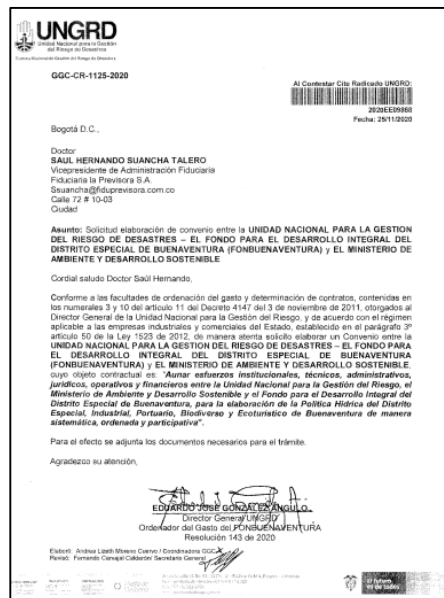 UNGRD
Unidad Nacional para la Gestión
del Riesgo de Desastres
GGC-CR-1125-2020
Al Contestar Cite Radicado UNGRD:
2020EE09868
Fecha: 25/11/2020
Bogotá D.C.,
Doctor
SAUL HERNANDO SUANCHA TALERO
Vicepresidente de Administración Fiduciaria
Fiduciaria la Previsora S.A.
Ssuancha@fiduprevisora.com.co
Calle 72 # 10-03
Ciudad
Asunto: Solicitud elaboración de convenio entre la UNIDAD NACIONAL PARA LA GESTION
DEL RIESGO DE DESASTRES – EL FONDO PARA EL DESARROLLO INTEGRAL DEL
DISTRITO ESPECIAL DE BUENAVENTURA (FONBUENAVENTURA) y EL MINISTERIO DE
AMBIENTE Y DESARROLLO SOSTENIBLE
Cordial saludo Doctor Saúl Hernando,
Conforme a las facultades de ordenación del gasto y determinación de contratos, contenidas en
los numerales 3 y 10 del artículo 11 del Decreto 4147 del 3 de noviembre de 2011, otorgados al
Director General de la Unidad Nacional para la Gestión del Riesgo, y de acuerdo con el régimen
aplicable a las empresas industriales y comerciales del Estado, establecido en el parágrafo 3º
artículo 50 de la Ley 1523 de 2012, de manera atenta solicito elaborar un Convenio entre la
UNIDAD NACIONAL PARA LA GESTION DEL RIESGO DE DESASTRES – EL FONDO PARA
EL DESARROLLO INTEGRAL DEL DISTRITO ESPECIAL DE BUENAVENTURA
(FONBUENAVENTURA) y EL MINISTERIO DE AMBIENTE Y DESARROLLO SOSTENIBLE,
cuyo objeto contractual es: "Aunar esfuerzos institucionales, técnicos, administrativos,
jurídicos, operativos y financieros entre la Unidad Nacional para la Gestión del Riesgo, el
Ministerio de Ambiente y Desarrollo Sostenible y el Fondo para el Desarrollo Integral del
Distrito Especial de Buenaventura, para la elaboración de la Política Hídrica del Distrito
Especial, Industrial, Portuario, Biodiverso y Ecoturístico de Buenaventura de manera
sistemática, ordenada y participativa".
Para el efecto se adjunta los documentos necesarios para el trámite.
Agradezco su atención,
EDUARDO JOSÉ GONZÁLEZ ANGULO
Director General UNGRD
Ordenador del Gasto del FONBUENAVENTURA
Resolución 143 de 2020
Elaboró: Andrea Lizeth Moreno Cuervo / Coordinadora GGC
Revisó: Fernando Carvajal Calderón/ Secretario General
El futuro
es de todos